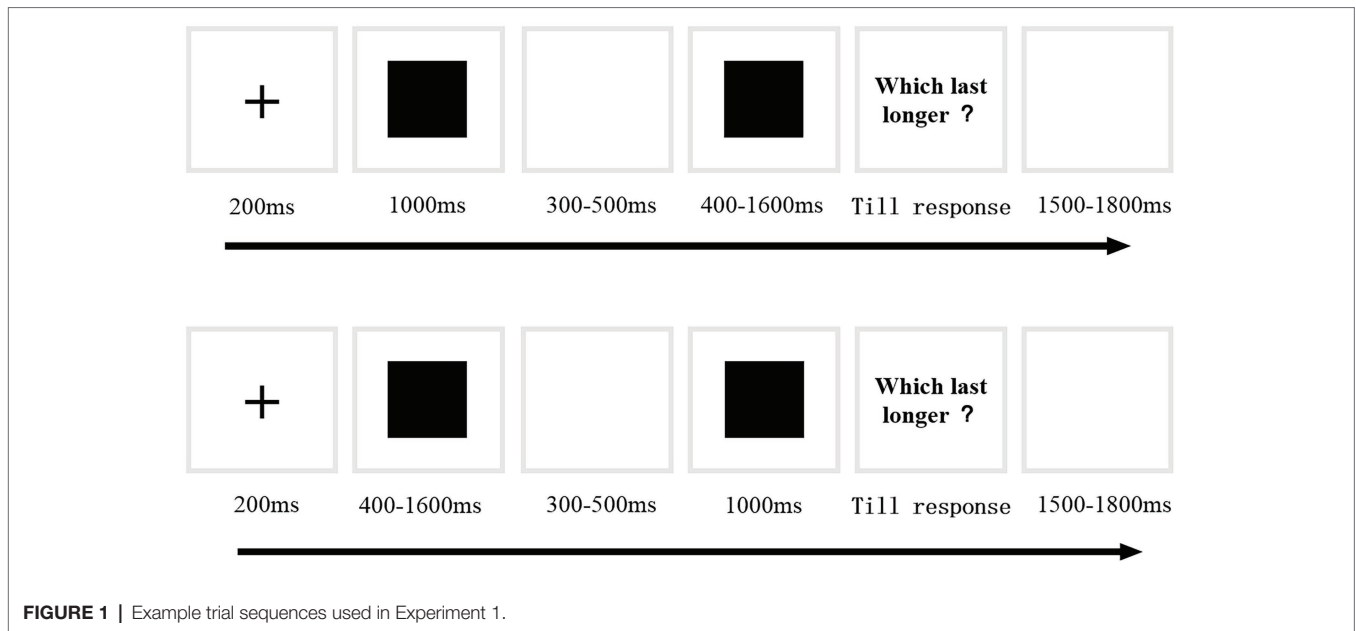 Which last
longer ?
200ms 1000ms 300-500ms 400-1600ms Till response 1500-1800ms
Which last
longer ?
200ms 400-1600ms 300-500ms 1000ms Till response 1500-1800ms
FIGURE 1 | Example trial sequences used in Experiment 1.